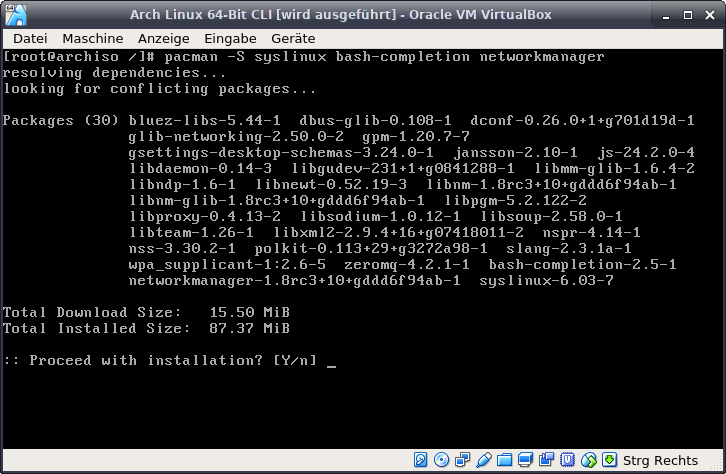 Arch Linux 64-Bit CLI [wird ausgeführt] - Oracle VM VirtualBox
Datei Maschine Anzeige Eingabe Geräte
[root@archiso /]# pacman -S syslinux bash-completion networkmanager
resolving dependencies...
looking for conflicting packages...
Packages (30) bluez-libs-5.44-1 dbus-glib-0.108-1 dconf-0.26.0+1+g701d19d-1
glib-networking-2.50.0-2 gpm-1.20.7-7
gsettings-desktop-schemas-3.24.0-1 jansson-2.10-1 js-24.2.0-4
libdaemon-0.14-3 libgudev-231+1+g0841288-1 libmm-glib-1.6.4-2
libndp-1.6-1 libnewt-0.52.19-3 libnm-1.8rc3+10+gddd6f94ab-1
libnm-glib-1.8rc3+10+gddd6f94ab-1 libpgm-5.2.122-2
libproxy-0.4.13-2 libsodium-1.0.12-1 libsoup-2.58.0-1
libteam-1.26-1 libxml2-2.9.4+16+g07418011-2 nspr-4.14-1
nss-3.30.2-1 polkit-0.113+29+g3272a98-1 slang-2.3.1a-1
wpa_supplicant-1:2.6-5 zeromq-4.2.1-1 bash-completion-2.5-1
networkmanager-1.8rc3+10+gddd6f94ab-1 syslinux-6.03-7
Total Download Size: 15.50 MiB
Total Installed Size: 87.37 MiB
:: Proceed with installation? [Y/n] _
Strg Rechts